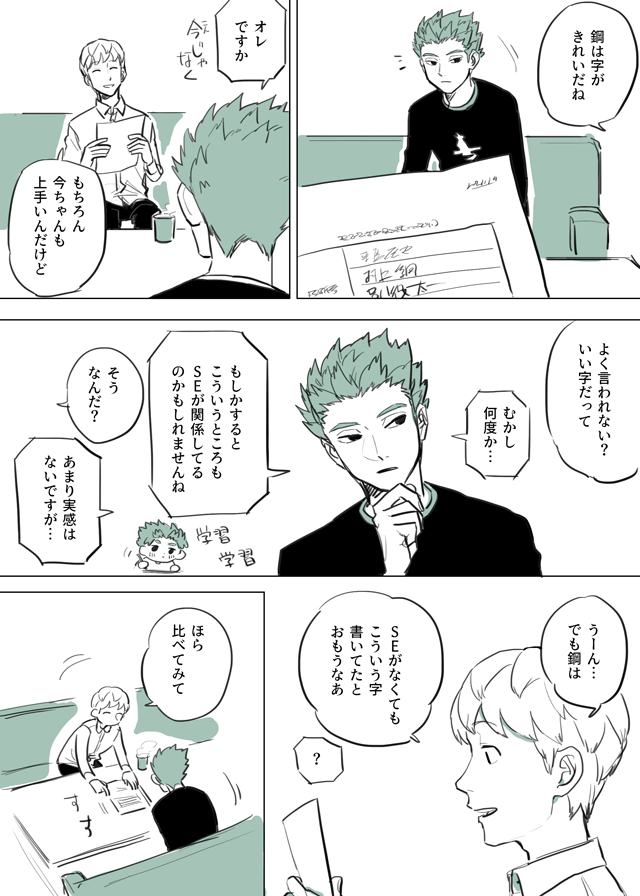 鋼は字が
きれいだね
村上鋼
太
オレ
ですか
今じゃ
なく
もちろん
今ちゃんも
上手いんだけど
よく言われない?
いい字だって
むかし
何度か…
もしかすると
こういうところも
SEが関係してる
のかもしれませんね
そう
なんだ?
あまり実感は
ないですが…
学習
学習
うーん…
でも鋼は
SEがなくても
こういう字
書いてたと
おもうなあ
?
ほら
比べてみて
すす